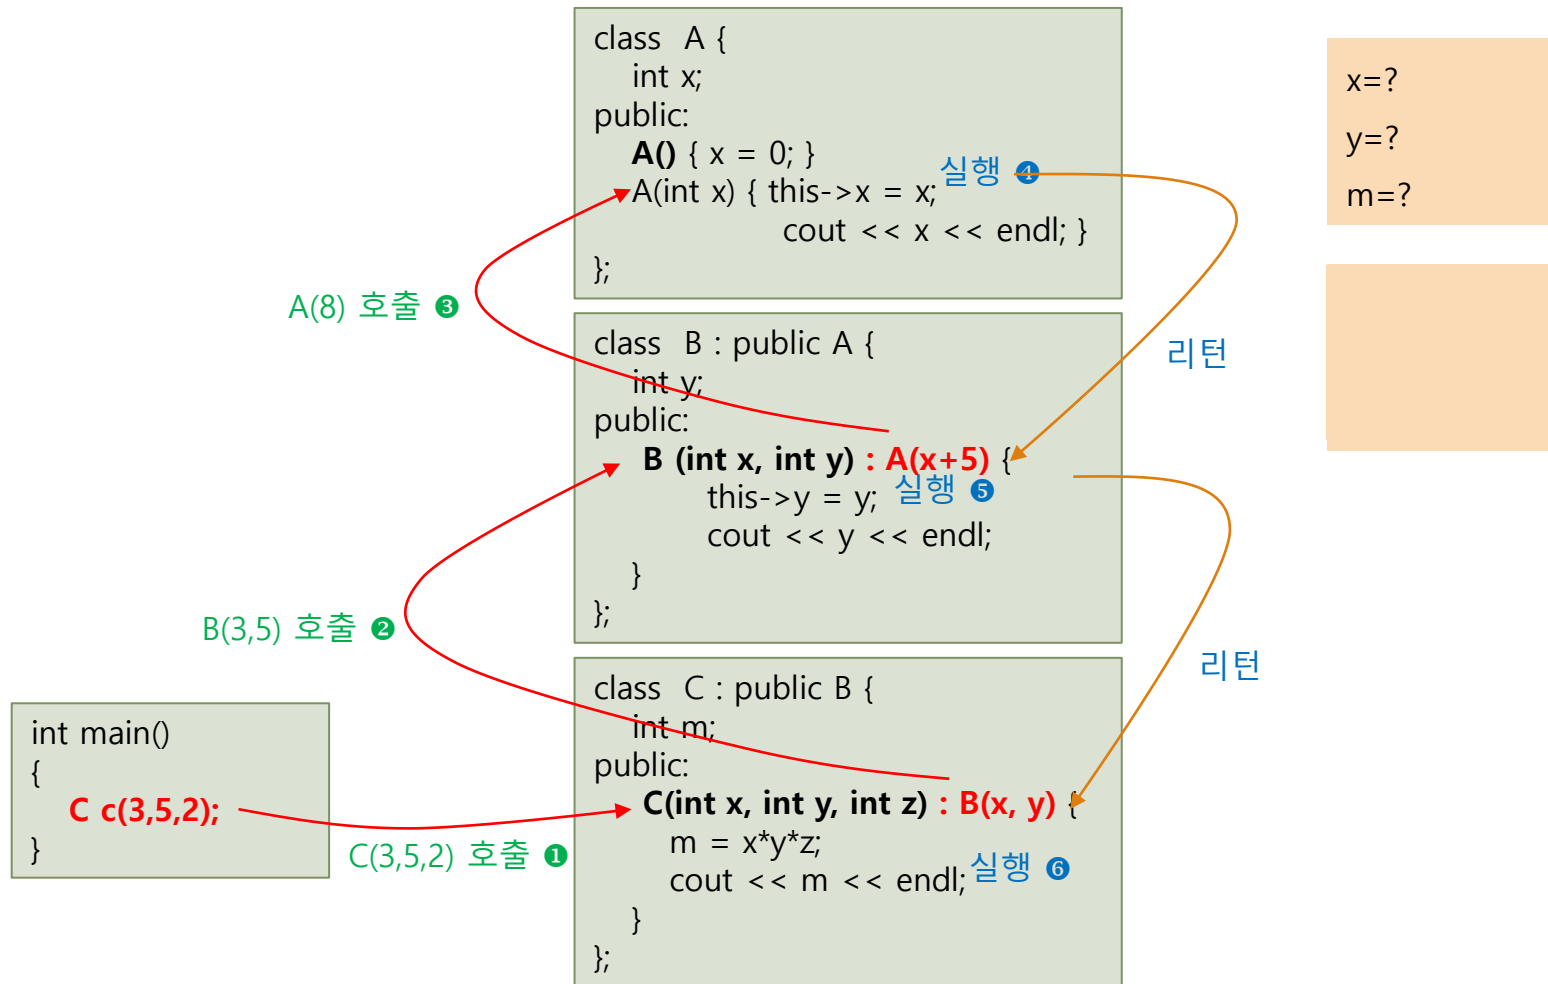 class  A {
int x;
public:
A() { x = 0; }
A(int x) { this->x = x;
cout << x << endl; }
};
실행 ❹
x=?
y=?
m=?
A(8) 호출 ❸
리턴
class  B : public A {
int y;
public:
B (int x, int y) : A(x+5) {
this->y = y;
cout << y << endl;
}
};
실행 ❺
B(3,5) 호출 ❷
리턴
class  C : public B {
int m;
public:
C(int x, int y, int z) : B(x, y) {
m = x*y*z;
cout << m << endl;
}
};
실행 ❻
int main()
{
C c(3,5,2);
}
C(3,5,2) 호출 ❶